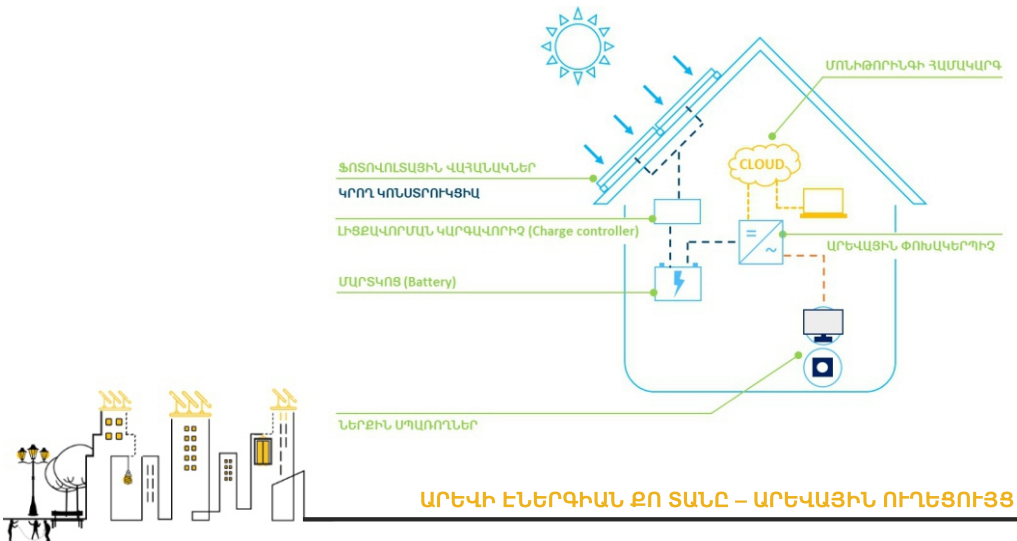 ՄՈՆԻԹՈՐԻՆԳԻ ՀԱՄԱԿԱՐԳ
CLOUD
ՖՈՏՈՎՈԼՏԱՅԻՆ ՎԱՀԱՆԱԿՆԵՐ
ԿՐՈՂ ԿՈՆՍՏՐՈՒԿՑԻԱ
ԼԻՑՔԱՎՈՐՄԱՆ ԿԱՐԳԱՎՈՐԻՉ (Charge controller)
ԱՐԵՎԱՅԻՆ ՓՈԽԱԿԵՐՊԻՉ
ՄԱՐՏԿՈՑ (Battery)
ՆԵՐՔԻՆ ՍՊԱՌՈՂՆԵՐ
ԱՐԵՎԻ ԷՆԵՐԳԻԱՆ ՔՈ ՏԱՆԸ – ԱՐԵՎԱՅԻՆ ՈՒՂԵՑՈՒՅՑ